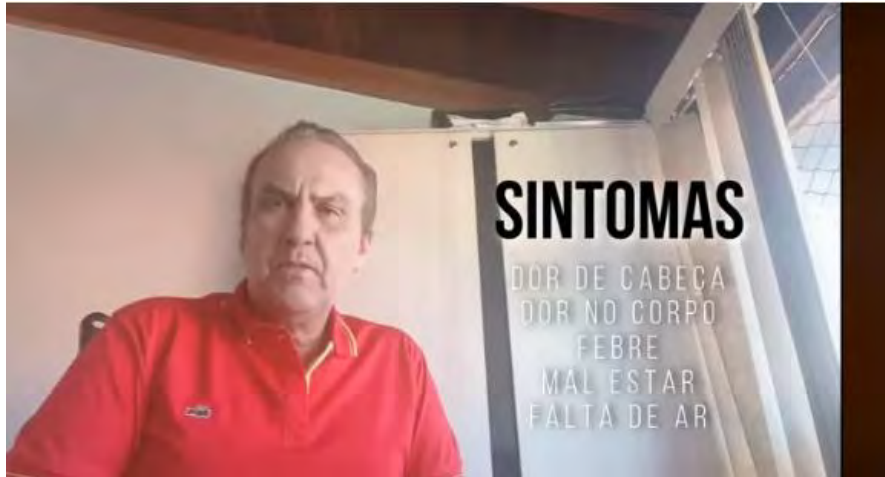 SINTOMAS
DOR DE CABEÇA
DOR NO CORPO
FEBRE
MAL ESTAR
FALTA DE AR